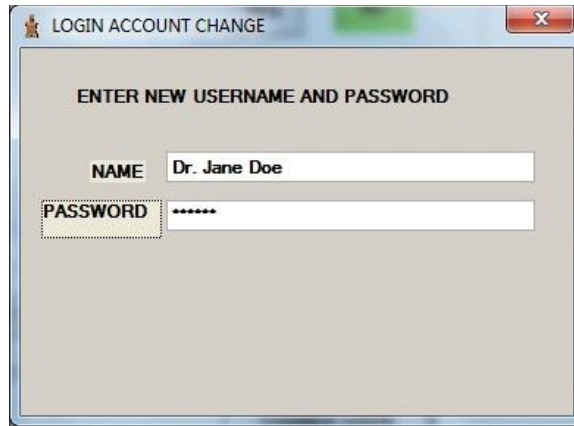 LOGIN ACCOUNT CHANGE
ENTER NEW USERNAME AND PASSWORD
NAME Dr. Jane Doe
PASSWORD ******